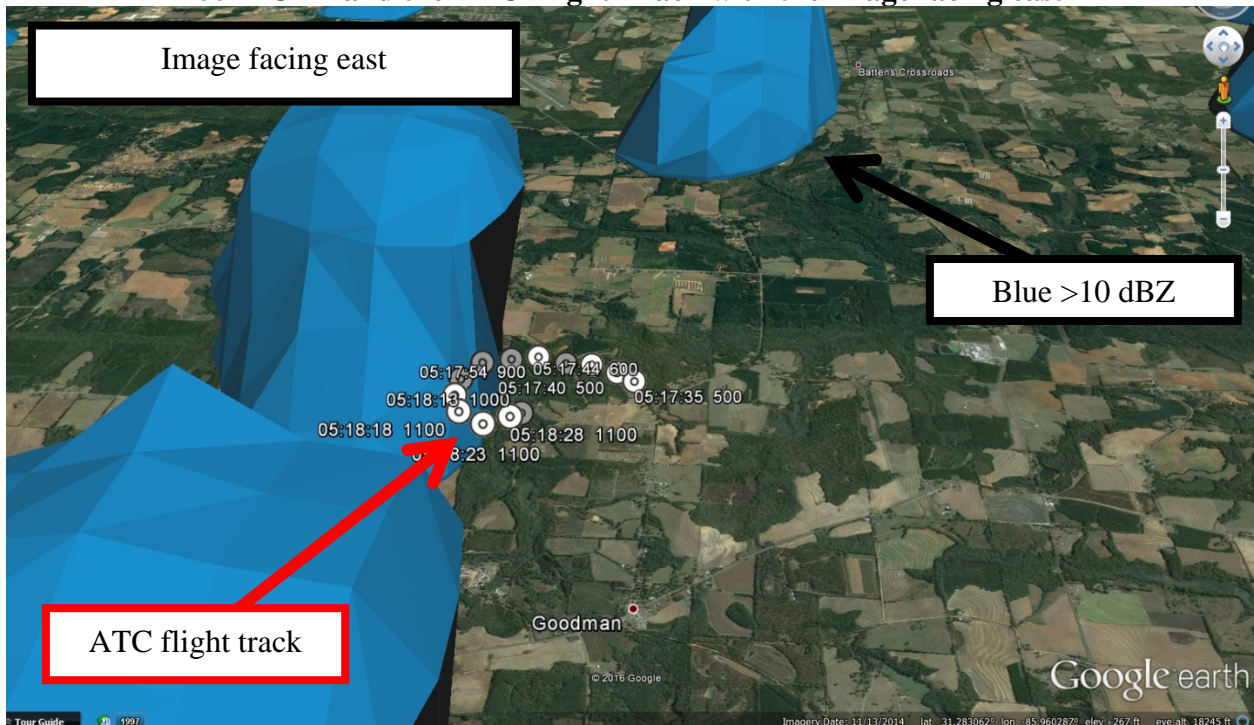 Image facing east
Battens Crossroads
Blue >10 dBZ
05:17:54 900
05:17:44 600
05:17:40 500
05:17:35 500
05:18:13 1000
05:18:18 1100
05:18:28 1100
8:23 1100
Goodman
ATC flight track
© 2016 Google
Google earth
Tour Guide
1997
Imagery Date: 11/13/2014 lat 31.283062° lon -85.960287° elev 267 ft eye alt 18245 ft